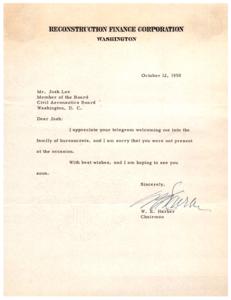 RECONSTRUCTION FINANCE CORPORATION
WASHINGTON
October 12, 1950
Mr. Josh Lee
Member of the Board
Civil Aeronautics Board
Washington, D. C.
Dear Josh:
I appreciate your telegram welcoming me into the
family of bureaucrats, and I am sorry that you were not present
at the occasion.
With best wishes, and I am hoping to see you
soon.
Sincerely,
W. E. Harber
Chairman